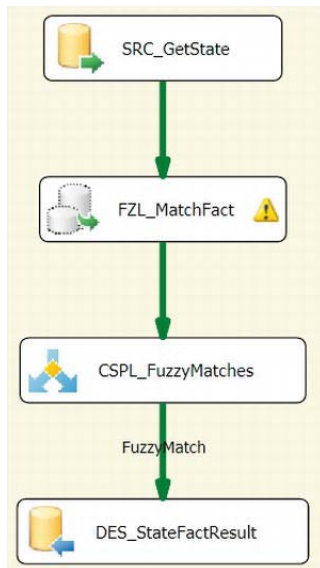 SRC_GetState
FZL_MatchFact
CSPL_FuzzyMatches
FuzzyMatch
DES_StateFactResult